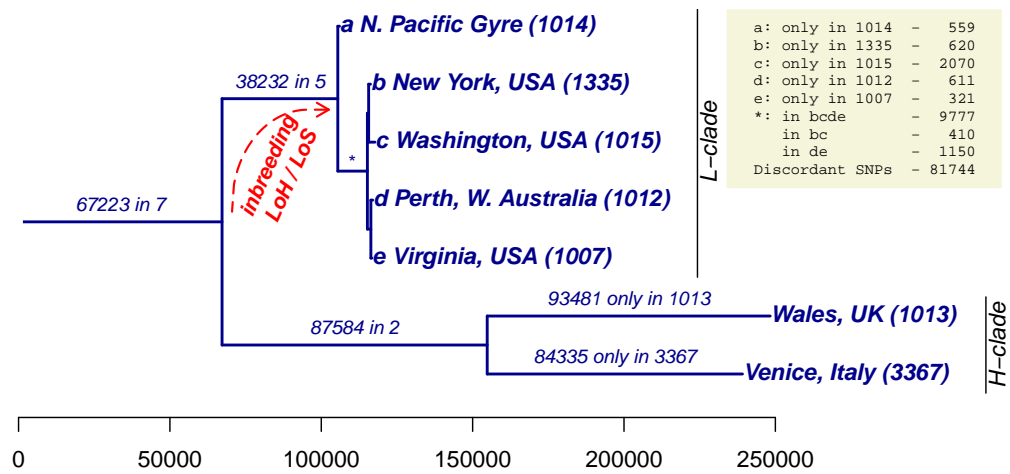 a N. Pacific Gyre (1014)
38232 in 5
b New York, USA (1335)
c Washington, USA (1015)
*
inbreeding
LoH / LoS
d Perth, W. Australia (1012)
67223 in 7
e Virginia, USA (1007)
L−clade
a: only in 1014 − 559
b: only in 1335 − 620
c: only in 1015 − 2070
d: only in 1012 − 611
e: only in 1007 − 321
*: in bcde − 9777
in bc − 410
in de − 1150
Discordant SNPs − 81744
93481 only in 1013
Wales, UK (1013)
87584 in 2
84335 only in 3367
Venice, Italy (3367)
H−clade
0 50000 100000 150000 200000 250000